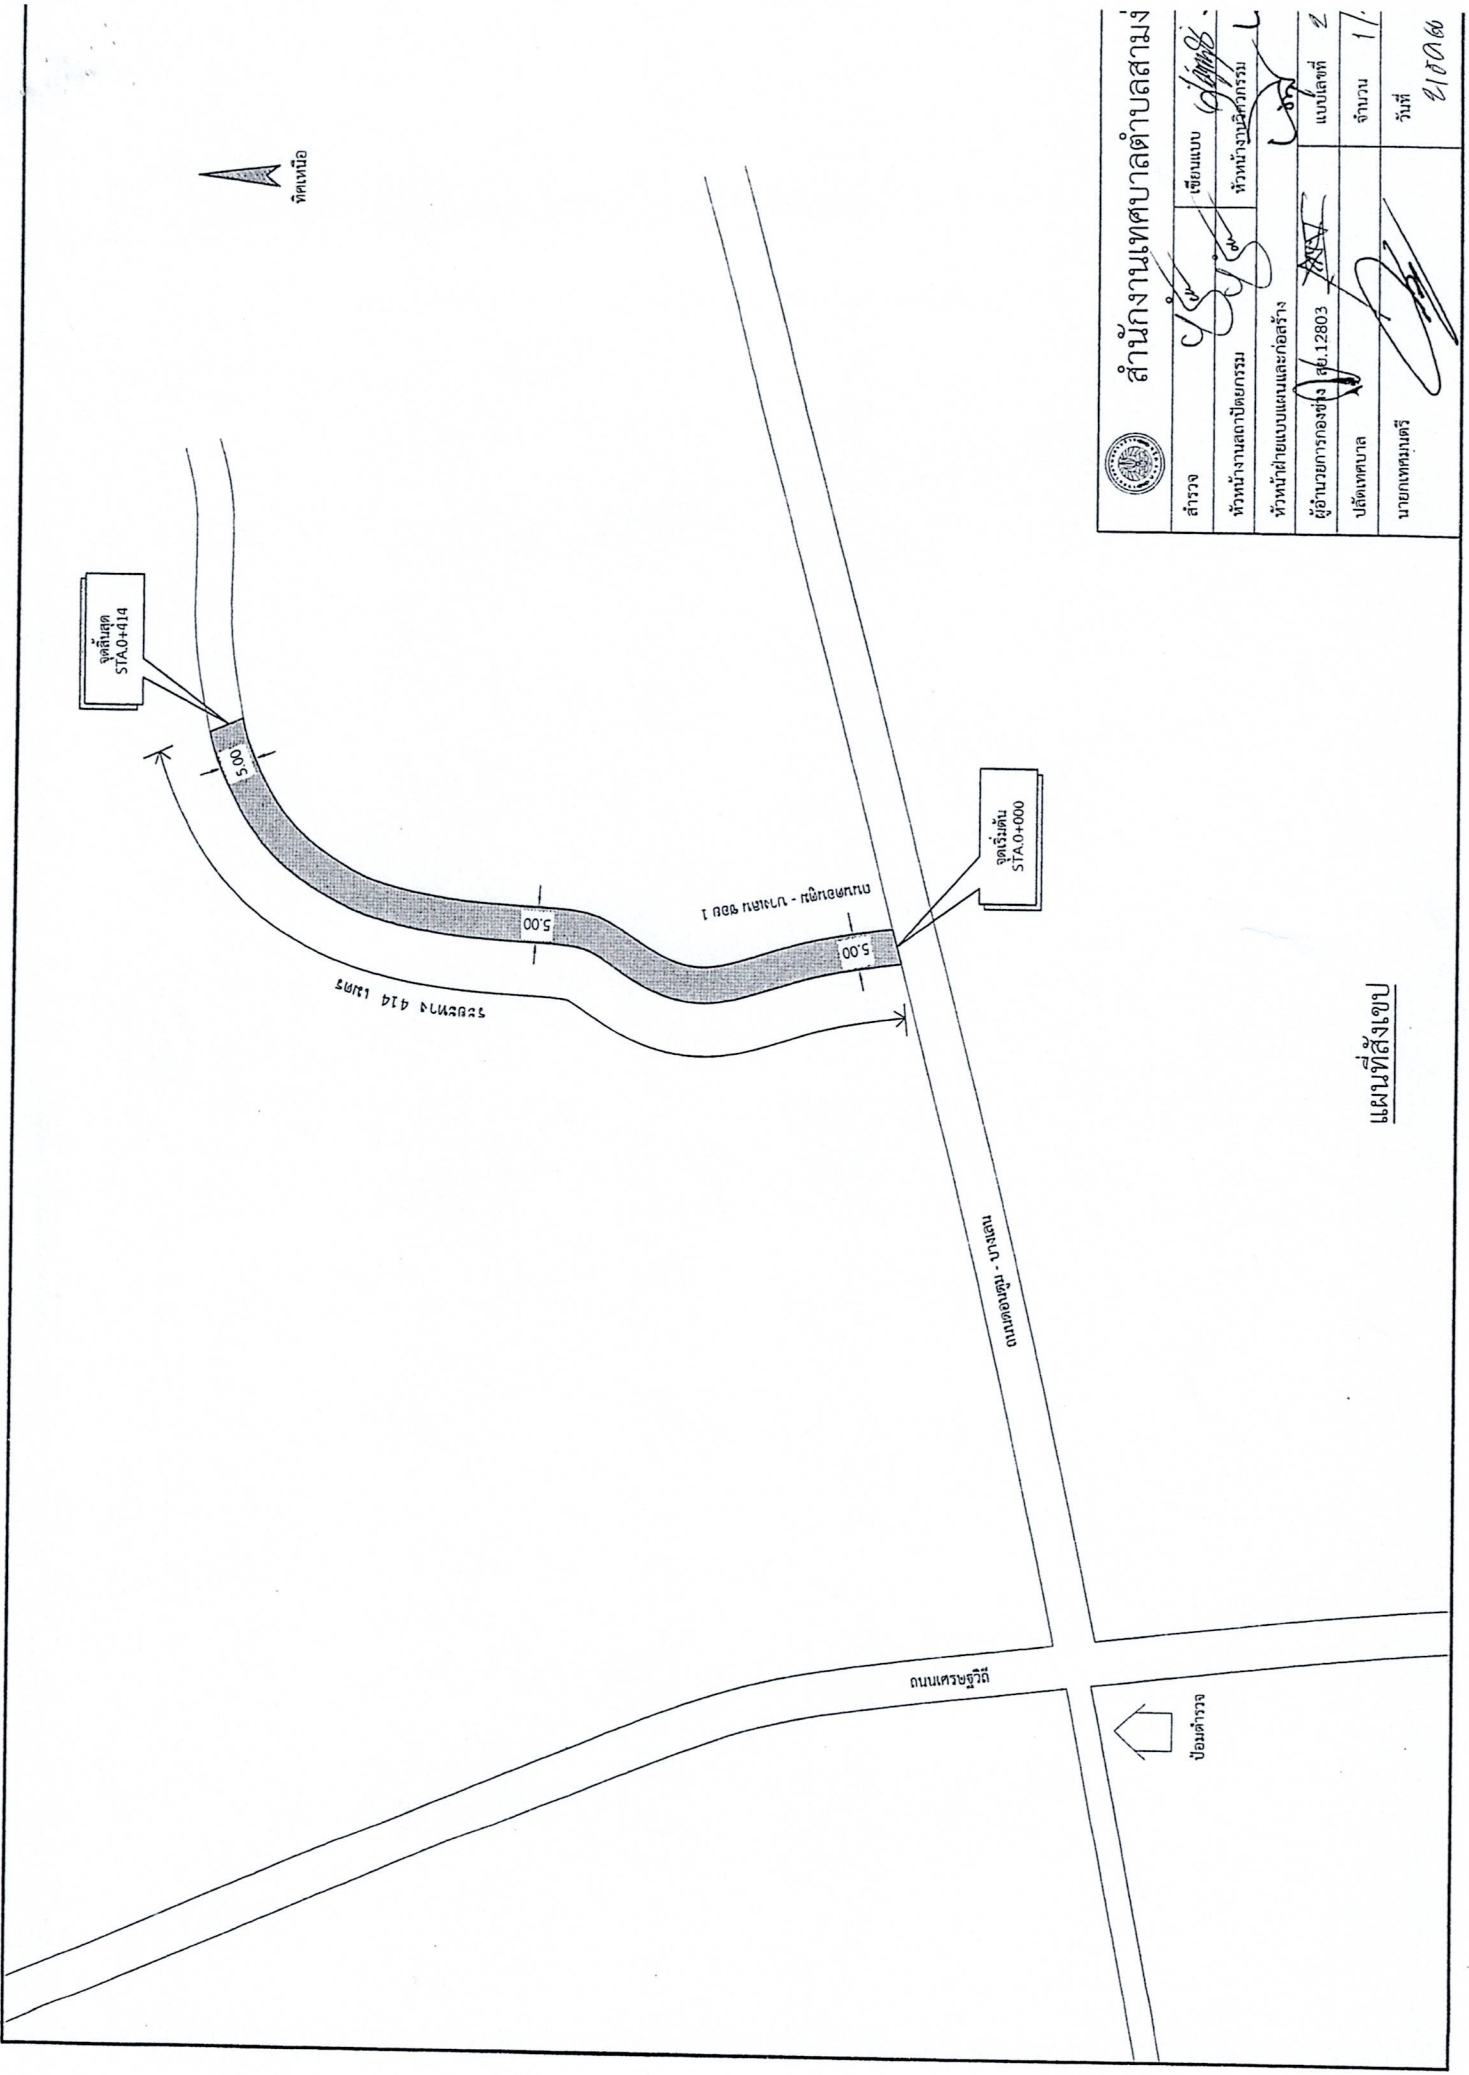 ทิศเหนือ
จุดสิ้นสุด
STA.0+414
5.00
5.00
5.00
ระยะทาง 414 เมตร
ถนนดอนตูม - บางเลน ซอย 1
จุดเริ่มต้น
STA.0+000
ถนนดอนตูม - บางเลน
ถนนเศรษฐวิถี
ป้อมตำรวจ
แผนที่สังเขป
สำนักงานเทศบาลตำบลสามง่
สำรวจ
เขียนแบบ
หัวหน้างานสถาปัตยกรรม
หัวหน้างานวิศวกรรม
หัวหน้าฝ่ายแบบแผนและก่อสร้าง
ผู้อำนวยการกองช่าง สย.12803
แบบเลขที่ 2
ปลัดเทศบาล
จำนวน 1/
นายกเทศมนตรี
วันที่